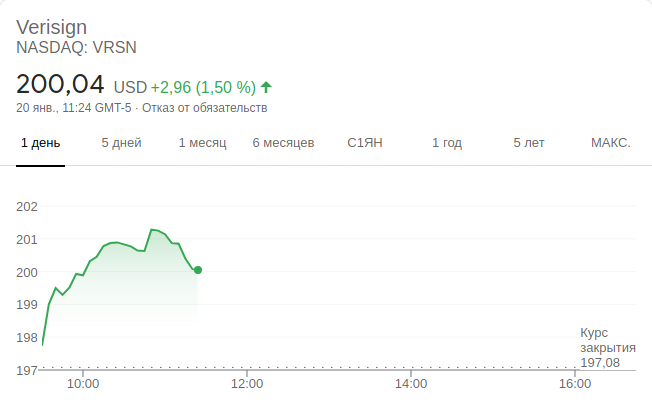 Verisign
NASDAQ: VRSN
200,04 USD +2,96 (1,50 %)
20 янв., 11:24 GMT-5 · Отказ от обязательств
1 день 5 дней 1 месяц 6 месяцев С1ЯН 1 год 5 лет МАКС.
202
201
200
199
198
Курс
закрытия
197,08
197
10:00 12:00 14:00 16:00